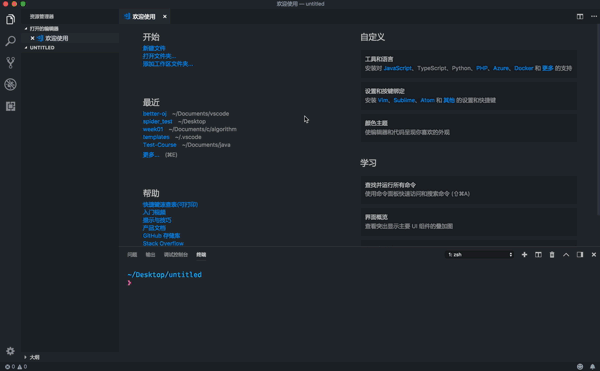 欢迎使用 — untitled
资源管理器
打开的编辑器
欢迎使用
UNTITLED
大纲
欢迎使用
开始
新建文件
打开文件夹...
添加工作区文件夹...
最近
better-oj ~/Documents/vscode
spider_test ~/Desktop
week01 ~/Documents/c/algorithm
templates ~/.vscode
Test-Course ~/Documents/java
更多... (⌘E)
帮助
快捷键速查表(可打印)
入门视频
提示与技巧
产品文档
GitHub 存储库
Stack Overflow
自定义
工具和语言
安装对 JavaScript、TypeScript、Python、PHP、Azure、Docker 和 更多 的支持
设置和按键绑定
安装 Vim、Sublime、Atom 和 其他 的设置和快捷键
颜色主题
使编辑器和代码呈现你喜欢的外观
学习
查找并运行所有命令
使用命令面板快速访问和搜索命令 (⇧⌘A)
界面概览
查看突出显示主要 UI 组件的叠加图
问题 输出 调试控制台 终端
1: zsh
~/Desktop/untitled
❯
0 0